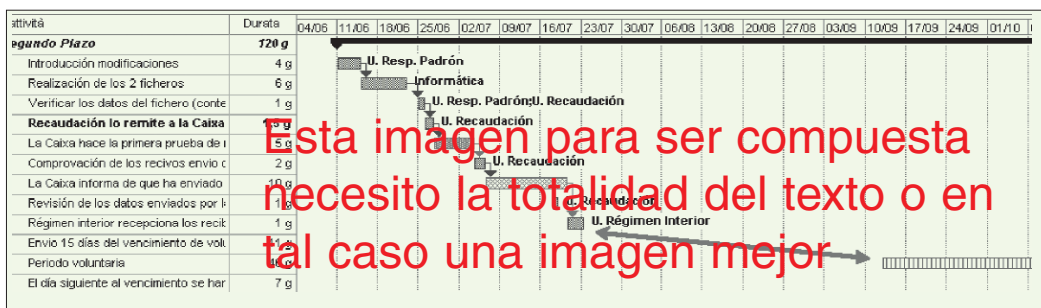 attività Durata 04/06 11/06 18/06 25/06 02/07 09/07 16/07 23/07 30/07 06/08 13/08 20/08 27/08 03/09 10/09 17/09 24/09 01/10
egundo Plazo 120 g
Introducción modificaciones 4 g U. Resp. Padrón
Realización de los 2 ficheros 6 g Informática
Verificar los datos del fichero (conte 1 g U. Resp. Padrón;U. Recaudación
Recaudación lo remite a la Caixa U. Recaudación
Esta imagen para ser compuesta
La Caixa hace la primera prueba de 5 g
Comprovación de los recivos envio 2 g U. Recaudación
La Caixa informa de que ha enviado 10 g
necesito la totalidad del texto o en
Revisión de los datos enviados por 1 g U. Recaudación
Régimen interior recepciona los recib 1 g U. Régimen Interior
Envio 15 días del vencimiento de volu
tal caso una imagen mejor
Periodo voluntaria
El día siguiente al vencimiento se har 7 g